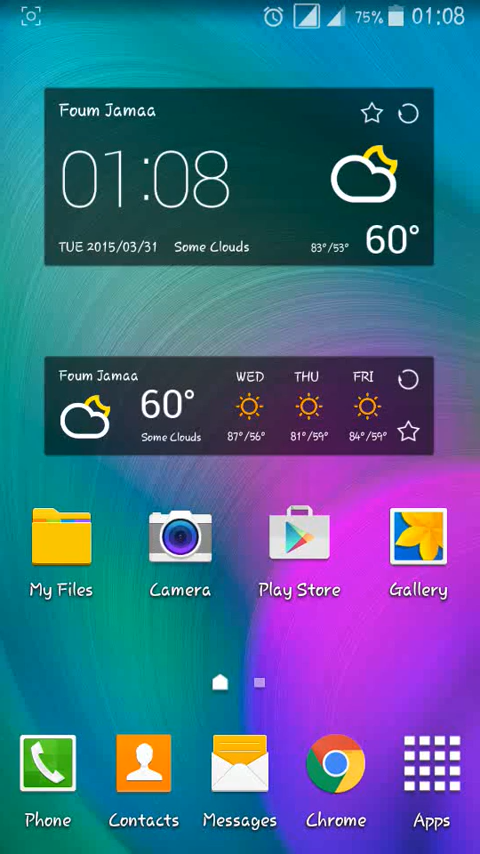 75% 01:08
Foum Jamaa
01:08
TUE 2015/03/31 Some Clouds 83°/53° 60°
Foum Jamaa
60°
Some Clouds
WED THU FRI
87°/56° 81°/59° 84°/59°
My Files Camera Play Store Gallery
Phone Contacts Messages Chrome Apps